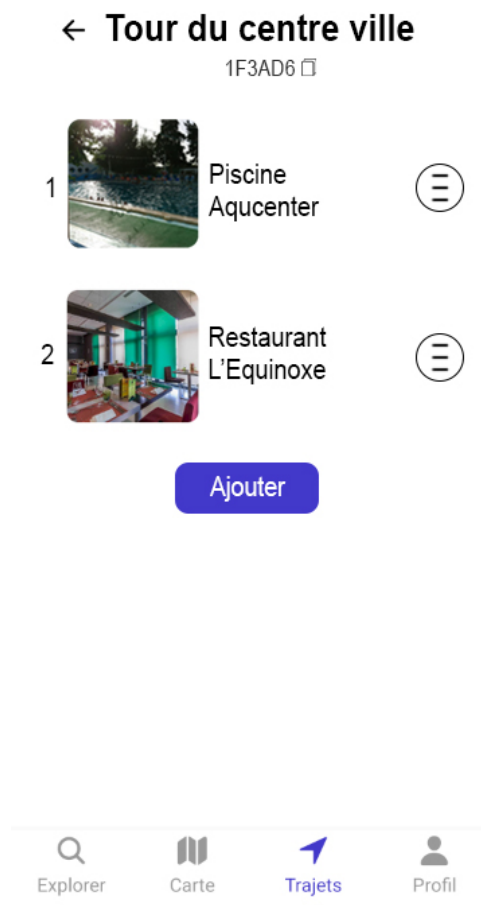 Tour du centre ville
1F3AD6
1
Piscine
Aqucenter
2
Restaurant
L'Equinoxe
Ajouter
Explorer Carte Trajets Profil